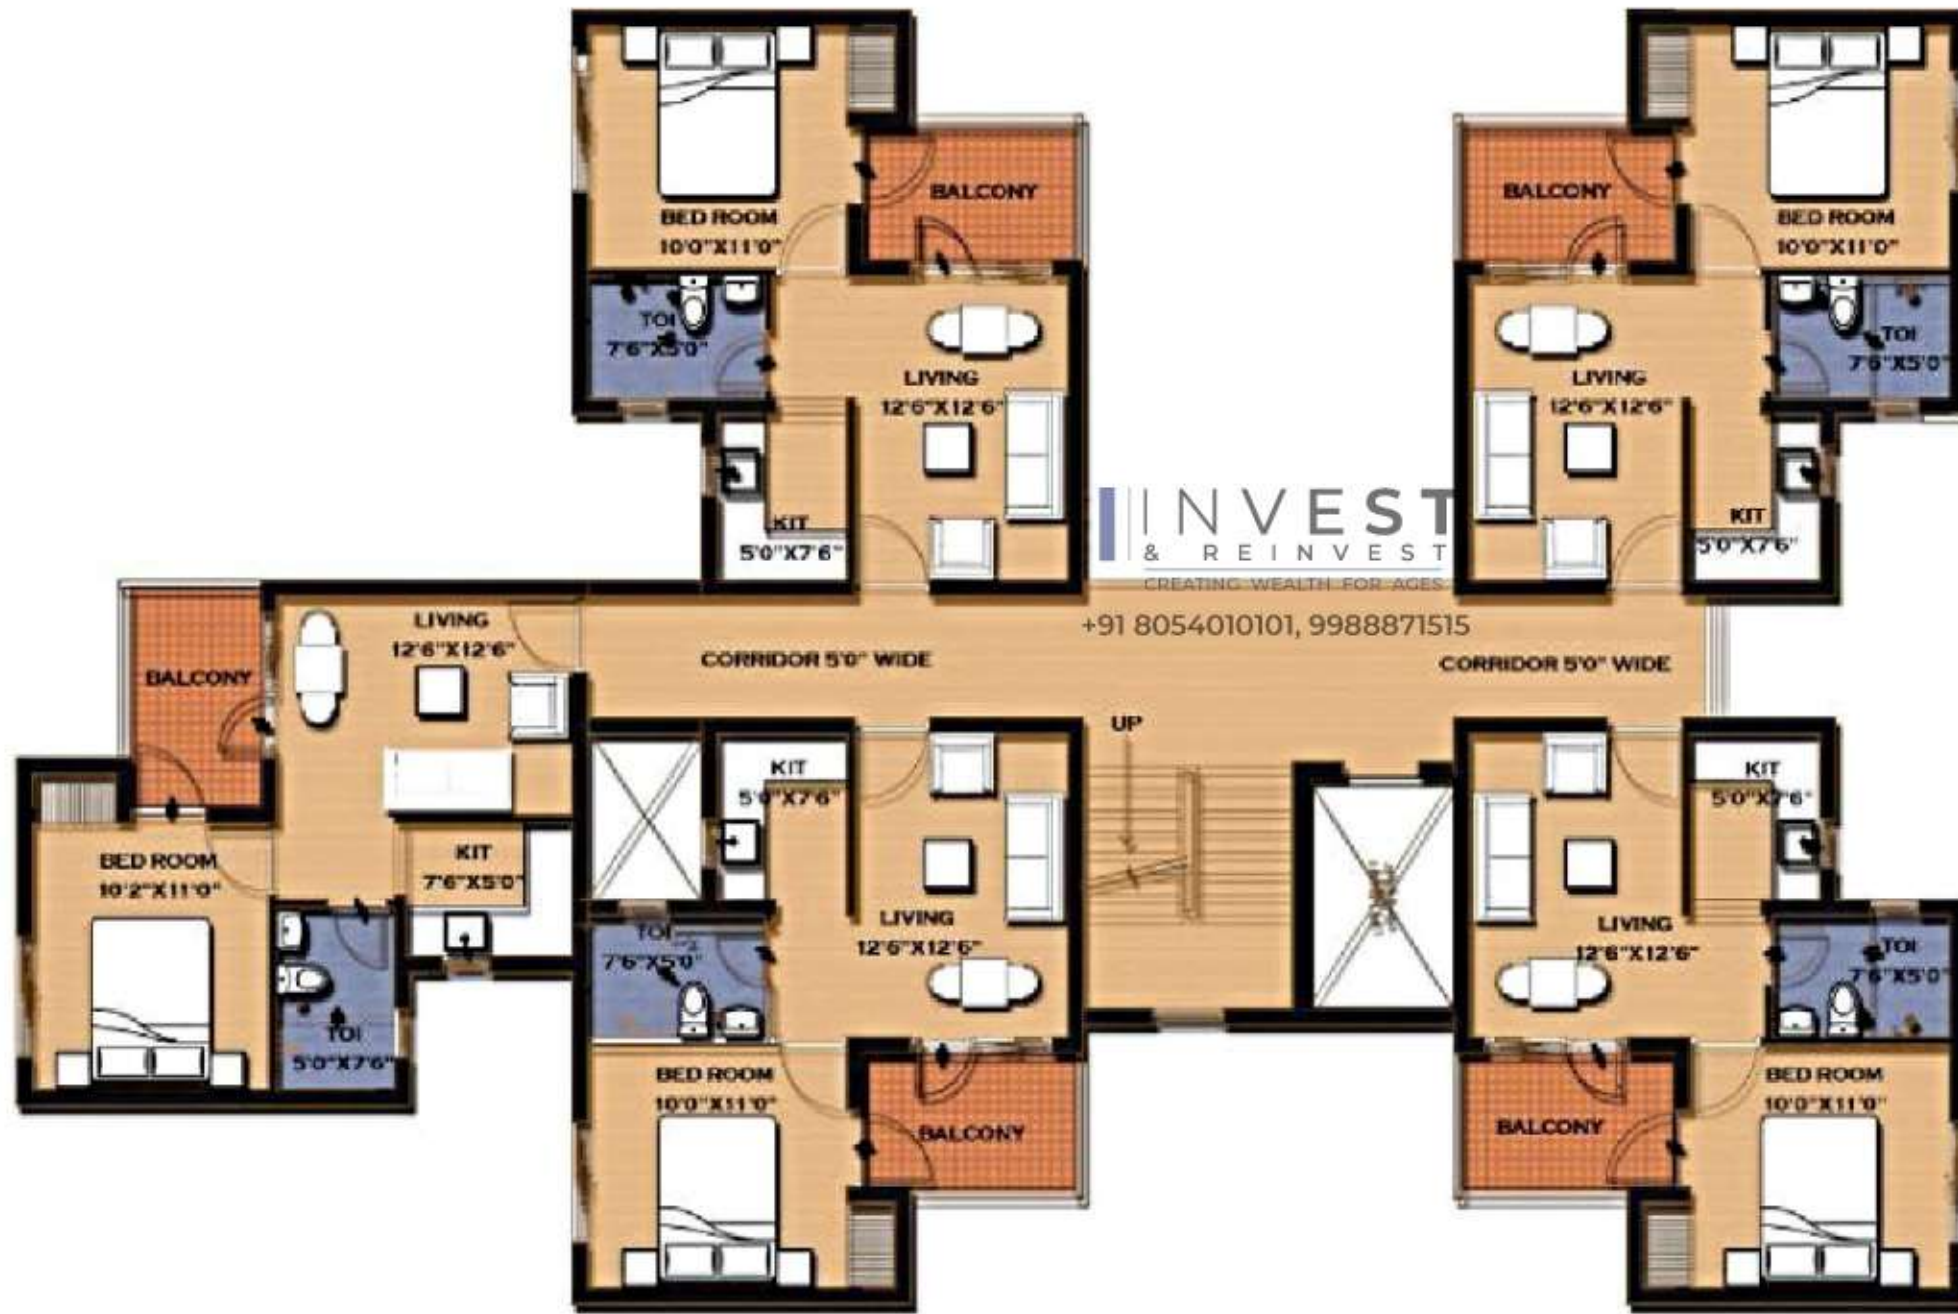 BALCONY
BED ROOM
10'0"X11'0"
TOI
7'6"X5'0"
LIVING
12'6"X12'6"
KIT
5'0"X7'6"
BALCONY
BED ROOM
10'0"X11'0"
TOI
7'6"X5'0"
LIVING
12'6"X12'6"
KIT
5'0"X7'6"
INVEST
& REINVEST
CREATING WEALTH FOR AGES
+91 8054010101, 9988871515
CORRIDOR 5'0" WIDE
CORRIDOR 5'0" WIDE
UP
LIVING
12'6"X12'6"
BALCONY
BED ROOM
10'2"X11'0"
KIT
7'6"X5'0"
TOI
5'0"X7'6"
KIT
5'0"X7'6"
LIVING
12'6"X12'6"
TOI
7'6"X5'0"
BED ROOM
10'0"X11'0"
BALCONY
KIT
5'0"X7'6"
LIVING
12'6"X12'6"
TOI
7'6"X5'0"
BALCONY
BED ROOM
10'0"X11'0"